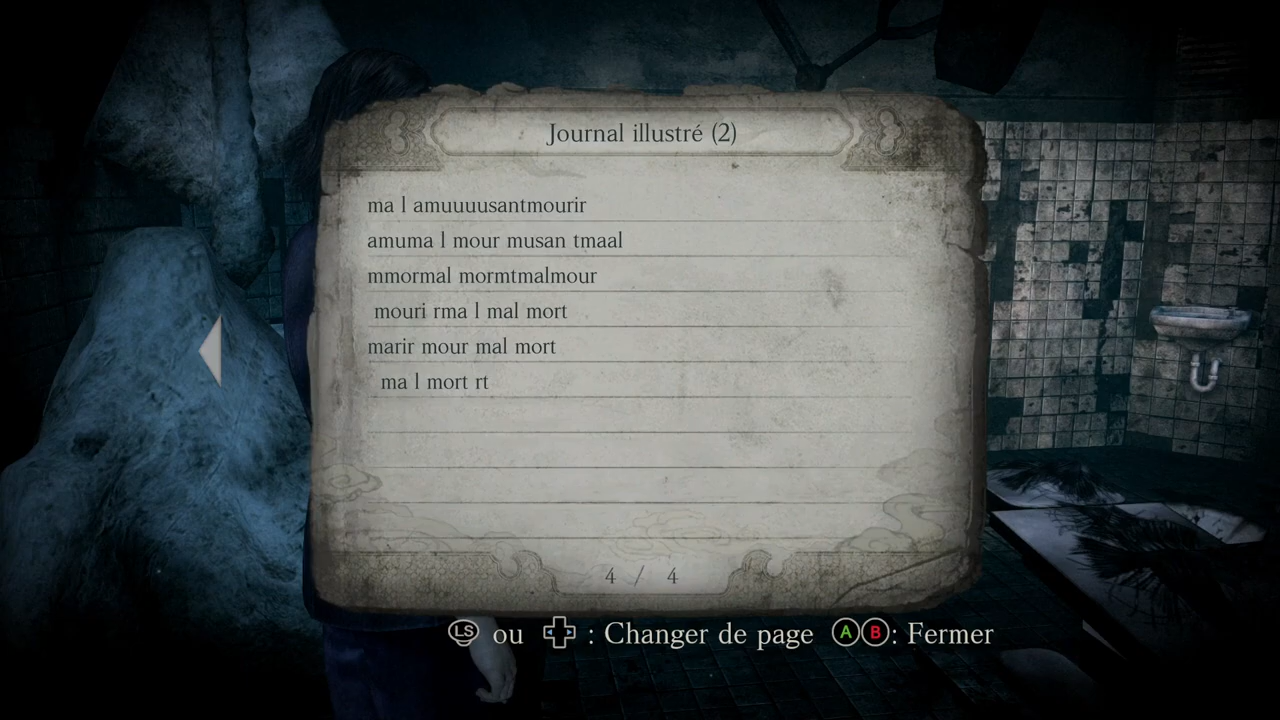 Journal illustré (2)
ma l amuuuusantmourir
amuma l mour musan tmaal
mmormal mormtmalmour
mouri rma l mal mort
marir mour mal mort
ma l mort rt
4 / 4
LS ou : Changer de page A B : Fermer